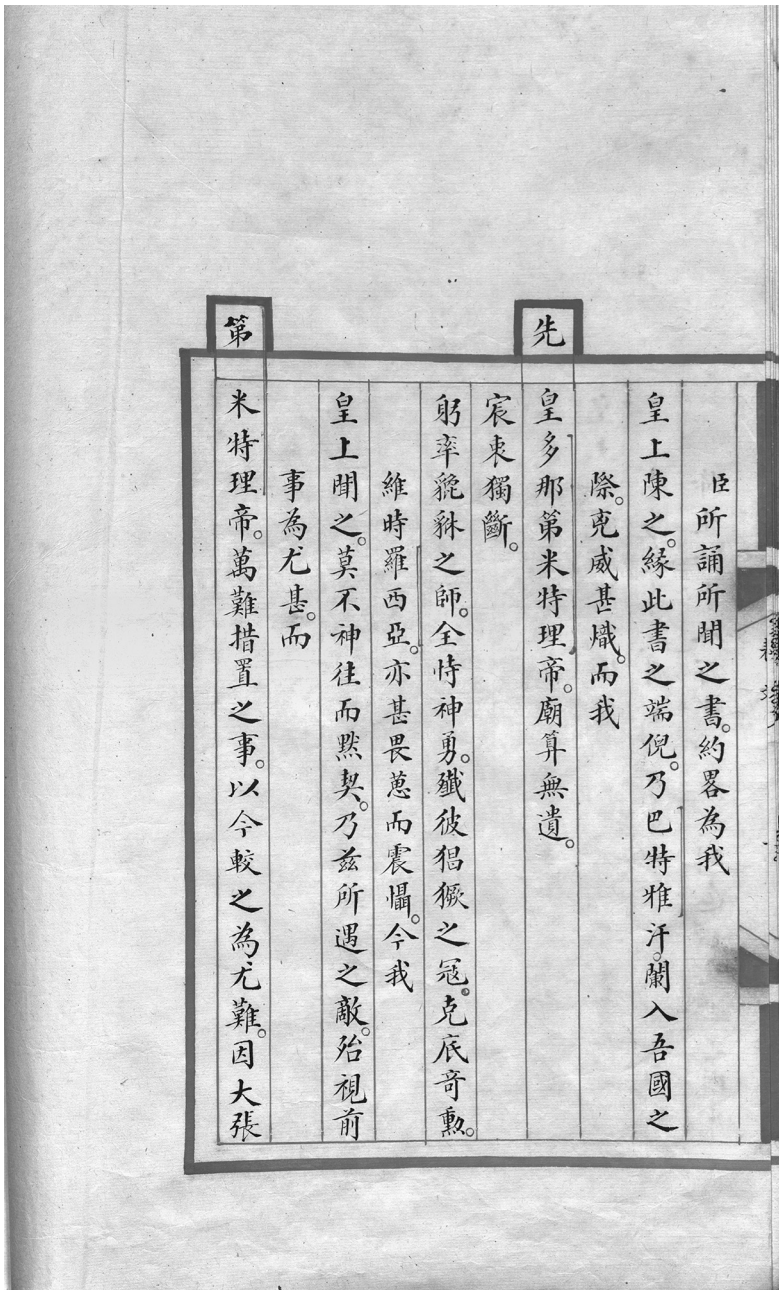 臣所誦所聞之書。約畧為我
皇上陳之。緣此書之端倪。乃巴特雅汗。闌入吾國之
際。兇威甚熾。而我
先皇多那第米特理帝。廟算無遺。
宸衷獨斷。
躬率貔貅之師。全恃神勇。殲彼猖獗之寇。克底奇勳。
維時羅西亞。亦甚畏葸而震懾。今我
皇上聞之。莫不神往而默契。乃茲所遇之敵。殆視前
事為尤甚。而
第米特理帝。萬難措置之事。以今較之為尤難。因大張